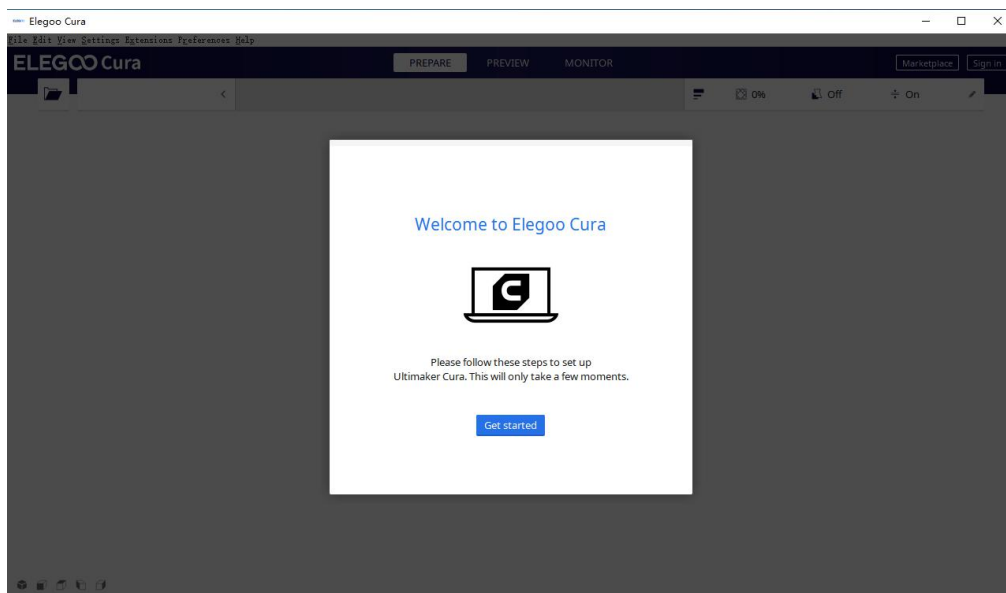 Elegoo Cura
File Edit View Settings Extensions Preferences Help
ELEGOO Cura
PREPARE PREVIEW MONITOR
Marketplace Sign in
0% Off On
Welcome to Elegoo Cura
Please follow these steps to set up
Ultimaker Cura. This will only take a few moments.
Get started